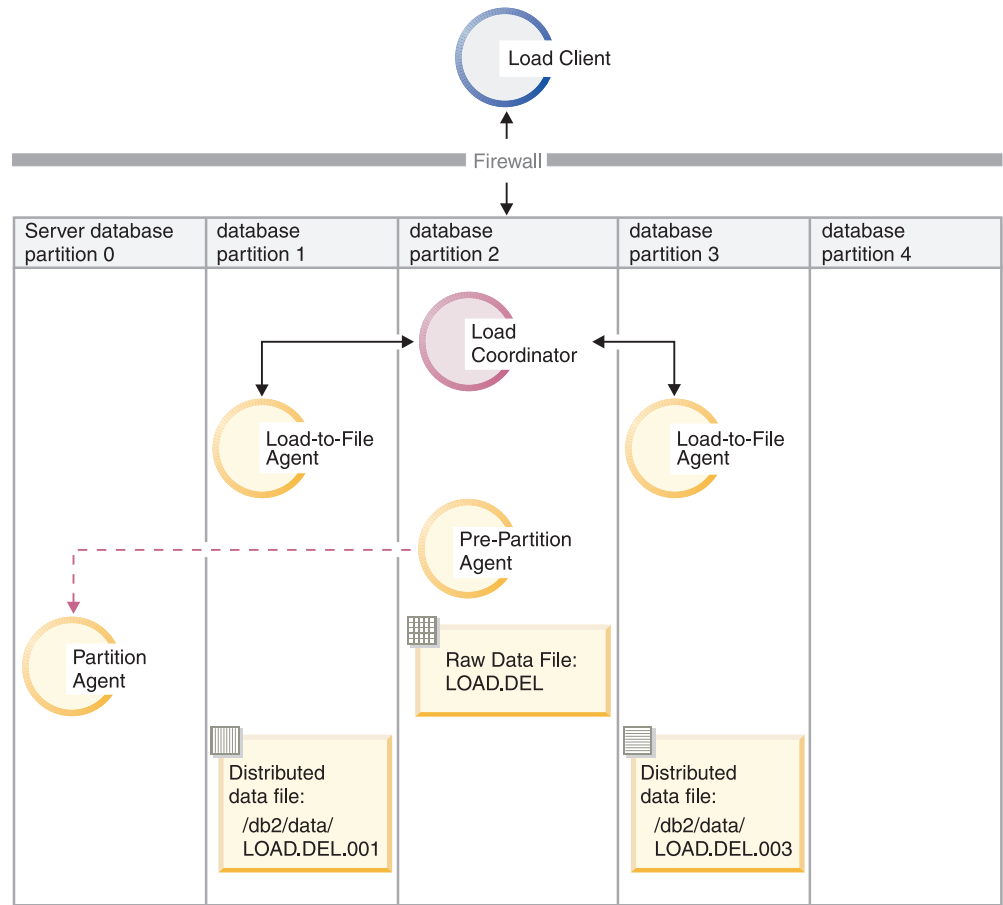 Load Client
Firewall
Server database
partition 0
database
partition 1
database
partition 2
database
partition 3
database
partition 4
Load
Coordinator
Load-to-File
Agent
Load-to-File
Agent
Pre-Partition
Agent
Partition
Agent
Raw Data File:
LOAD.DEL
Distributed
data file:
/db2/data/
LOAD.DEL.001
Distributed
data file:
/db2/data/
LOAD.DEL.003